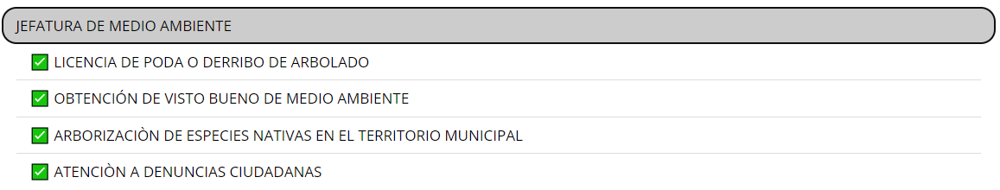 JEFATURA DE MEDIO AMBIENTE
LICENCIA DE PODA O DERRIBO DE ARBOLADO
OBTENCIÓN DE VISTO BUENO DE MEDIO AMBIENTE
ARBORIZACIÒN DE ESPECIES NATIVAS EN EL TERRITORIO MUNICIPAL
ATENCIÒN A DENUNCIAS CIUDADANAS